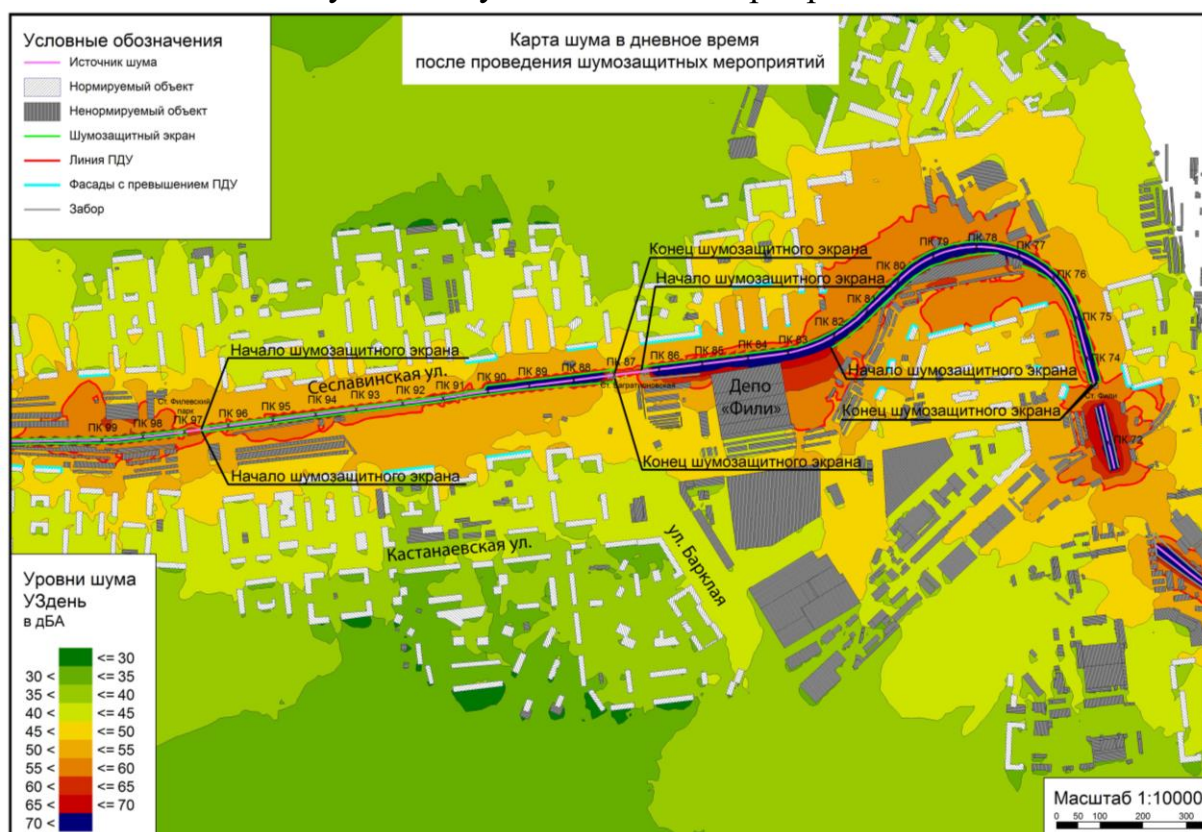 Условные обозначения
Источник шума
Нормируемый объект
Ненормируемый объект
Шумозащитный экран
Линия ПДУ
Фасады с превышением ПДУ
Забор
Карта шума в дневное время
после проведения шумозащитных мероприятий
Конец шумозащитного экрана
Начало шумозащитного экрана
ПК 79
ПК 78
ПК 77
ПК 76
ПК 75
ПК 74
ПК 80
ПК 81
ПК 82
ПК 83
ПК 84
ПК 85
ПК 86
ПК 87
ПК 88
ПК 89
ПК 90
ПК 91
ПК 92
ПК 93
ПК 94
ПК 95
ПК 96
ПК 97
ПК 98
ПК 99
Начало шумозащитного экрана
Сеславинская ул.
Ст. Филевский
парк
Ст. Багратионовская
Депо
«Фили»
Начало шумозащитного экрана
Конец шумозащитного экрана
Ст. Фили
ПК 72
Начало шумозащитного экрана
Конец шумозащитного экрана
Кастанаевская ул.
ул. Барклая
Уровни шума
УЗдень
в дБА
<= 30
30 < <= 35
35 < <= 40
40 < <= 45
45 < <= 50
50 < <= 55
55 < <= 60
60 < <= 65
65 < <= 70
70 <
Масштаб 1:10000
0 50 100 200 300